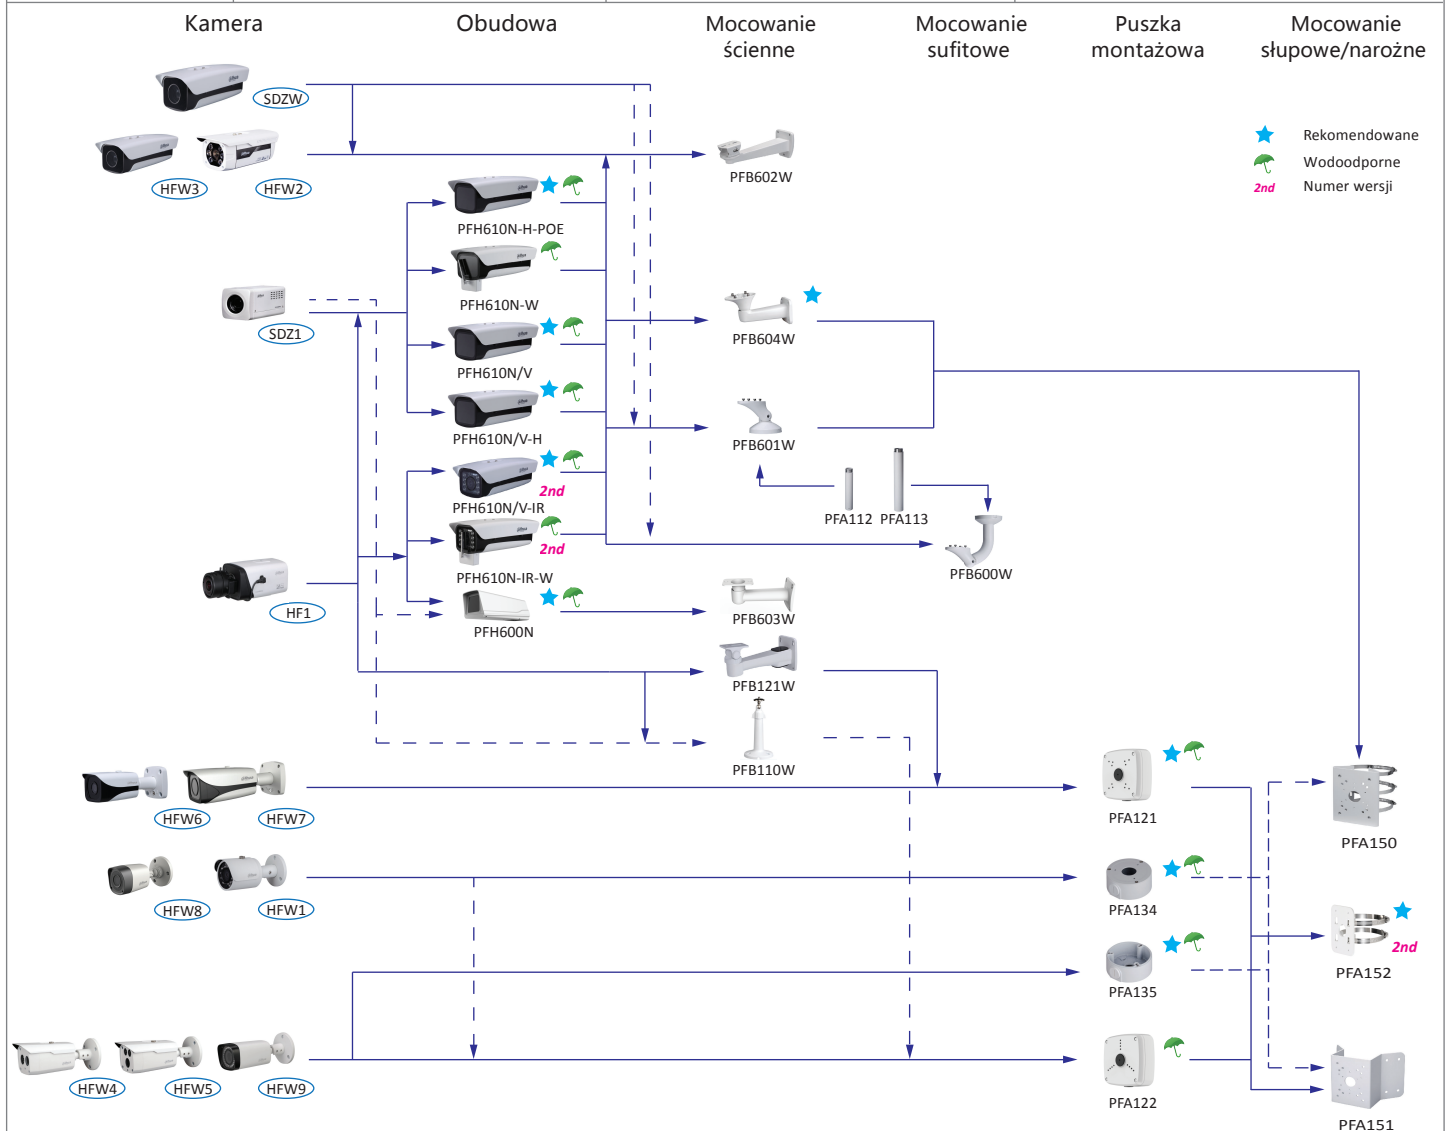 Kamera
Obudowa
Mocowanie
ścienne
Mocowanie
sufitowe
Puszka
montażowa
Mocowanie
słupowe/narożne
SDZW
HFW3
HFW2
PFB602W
Rekomendowane
Wodoodporne
2nd Numer wersji
PFH610N-H-POE
PFH610N-W
SDZ1
PFB604W
PFH610N/V
PFH610N/V-H
PFB601W
2nd
PFH610N/V-IR
PFA112
PFA113
2nd
PFH610N-IR-W
PFB600W
HF1
PFH600N
PFB603W
PFB121W
PFB110W
HFW6
HFW7
PFA121
PFA150
HFW8
HFW1
PFA134
2nd
PFA152
PFA135
HFW4
HFW5
HFW9
PFA122
PFA151